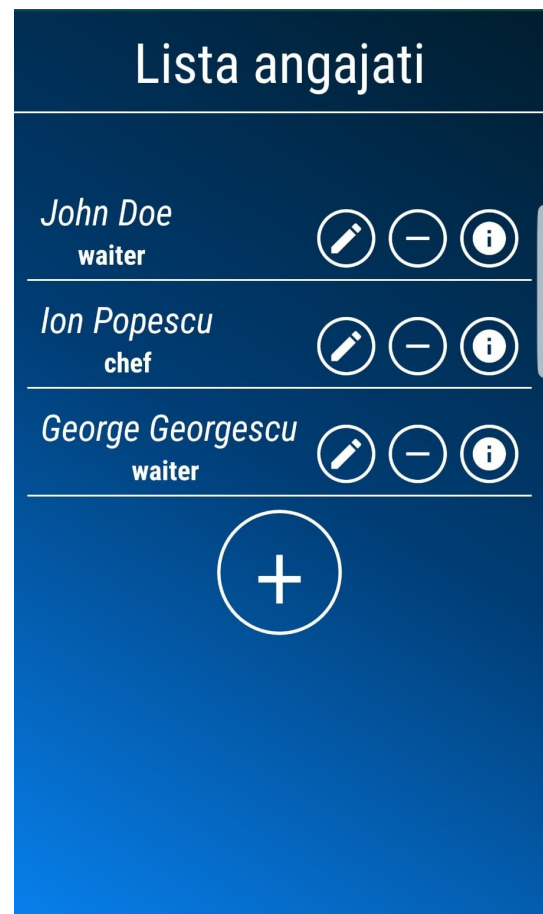 Lista angajati
John Doe
waiter
Ion Popescu
chef
George Georgescu
waiter